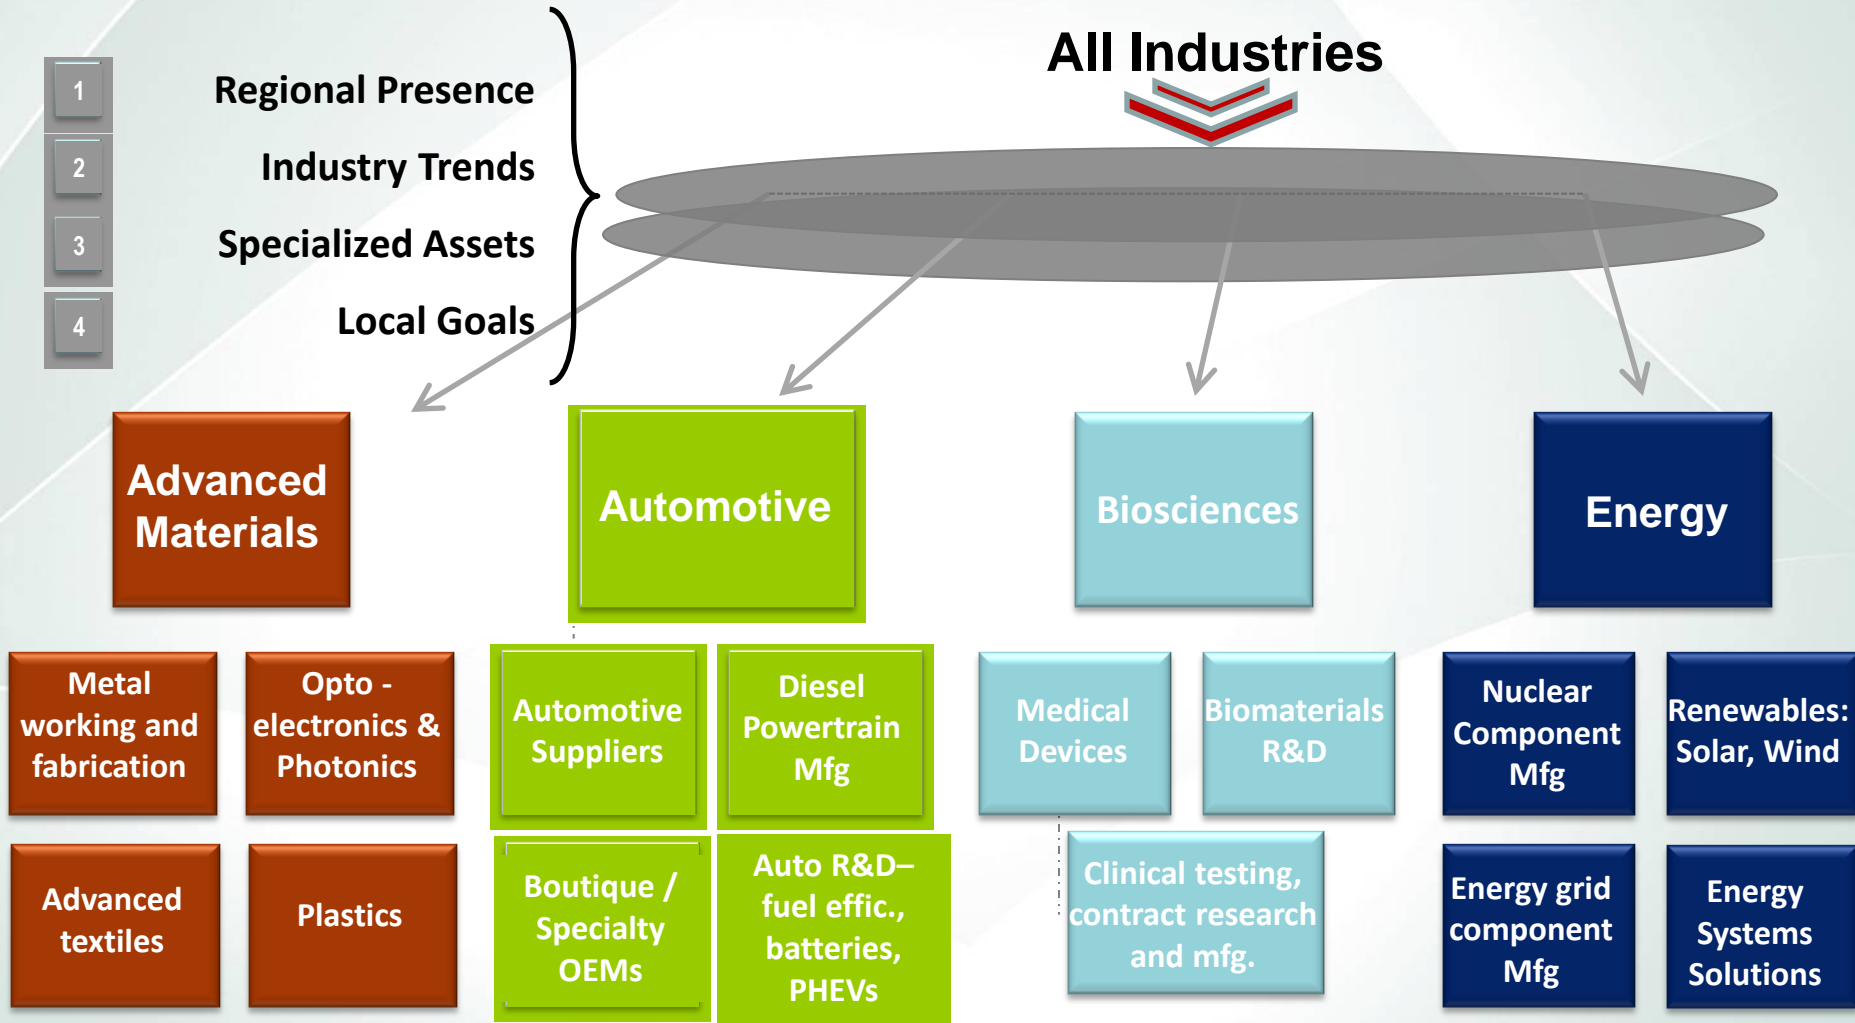 All Industries
1
Regional Presence
2
Industry Trends
3
Specialized Assets
4
Local Goals
Advanced
Materials
Automotive
Biosciences
Energy
Metal
working and
fabrication
Opto -
electronics &
Photonics
Automotive
Suppliers
Diesel
Powertrain
Mfg
Medical
Devices
Biomaterials
R&D
Nuclear
Component
Mfg
Renewables:
Solar, Wind
Advanced
textiles
Plastics
Boutique /
Specialty
OEMs
Auto R&D–
fuel effic.,
batteries,
PHEVs
Clinical testing,
contract research
and mfg.
Energy grid
component
Mfg
Energy
Systems
Solutions